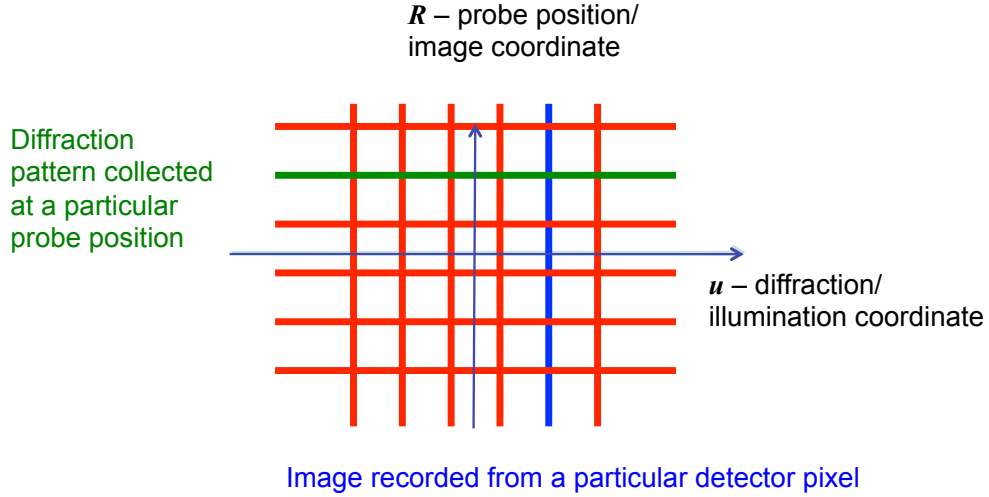 R – probe position/
image coordinate
Diffraction
pattern collected
at a particular
probe position
u – diffraction/
illumination coordinate
Image recorded from a particular detector pixel